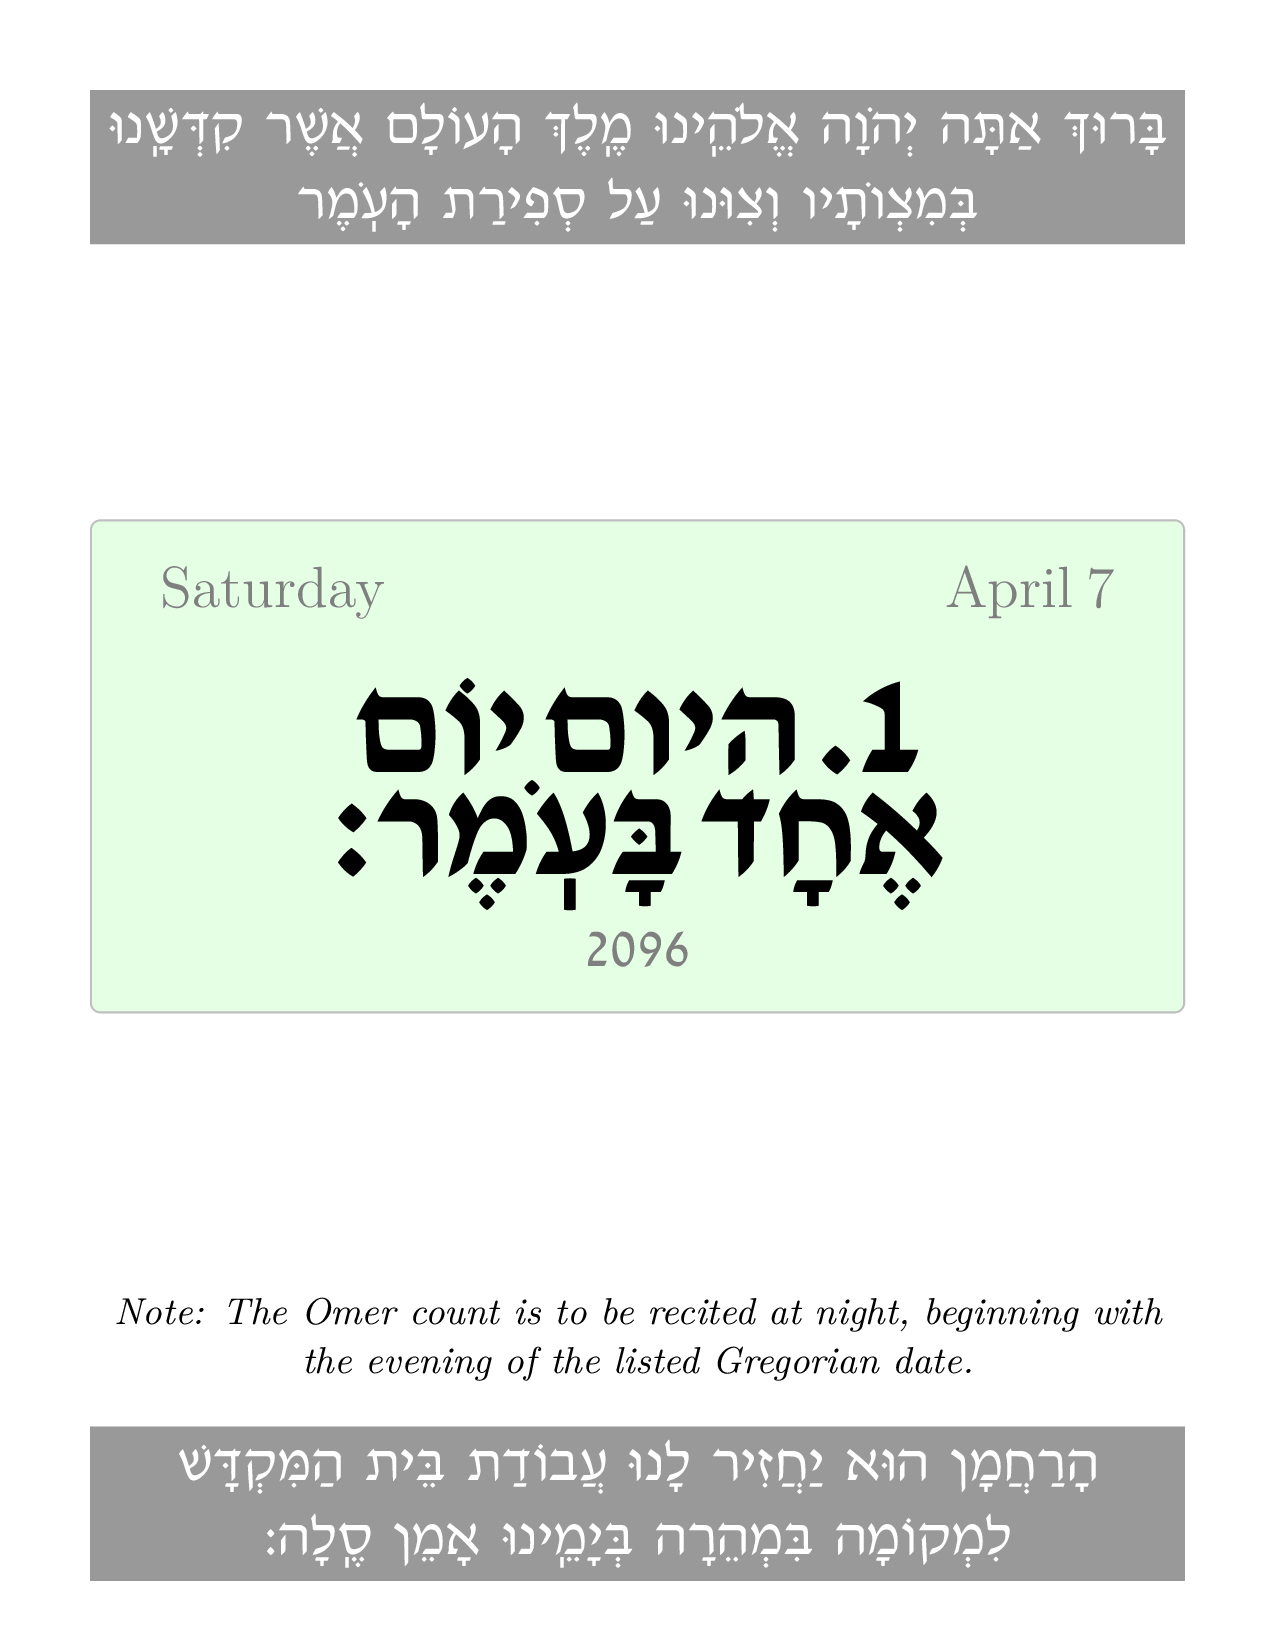 בָּרוּךְ אַתָּה יְהֹוָה אֱלֹהֵֽינוּ מֶֽלֶךְ הָעוֹלָם אֲשֶׁר קִדְּשָֽׁנוּ
בְּמִצְוֹתָיו וְצִוּנוּ עַל סְפִירַת הָעֹֽמֶר
Saturday April 7
1. היום יוֹם
אֶחָד בָּעֹֽמֶר:
2096
Note: The Omer count is to be recited at night, beginning with
the evening of the listed Gregorian date.
הָרַחֲמָן הוּא יַחֲזִיר לָנוּ עֲבוֹדַת בֵּית הַמִּקְדָּשׁ
לִמְקוֹמָה בִּמְהֵרָה בְּיָמֵֽינוּ אָמֵן סֶֽלָה: